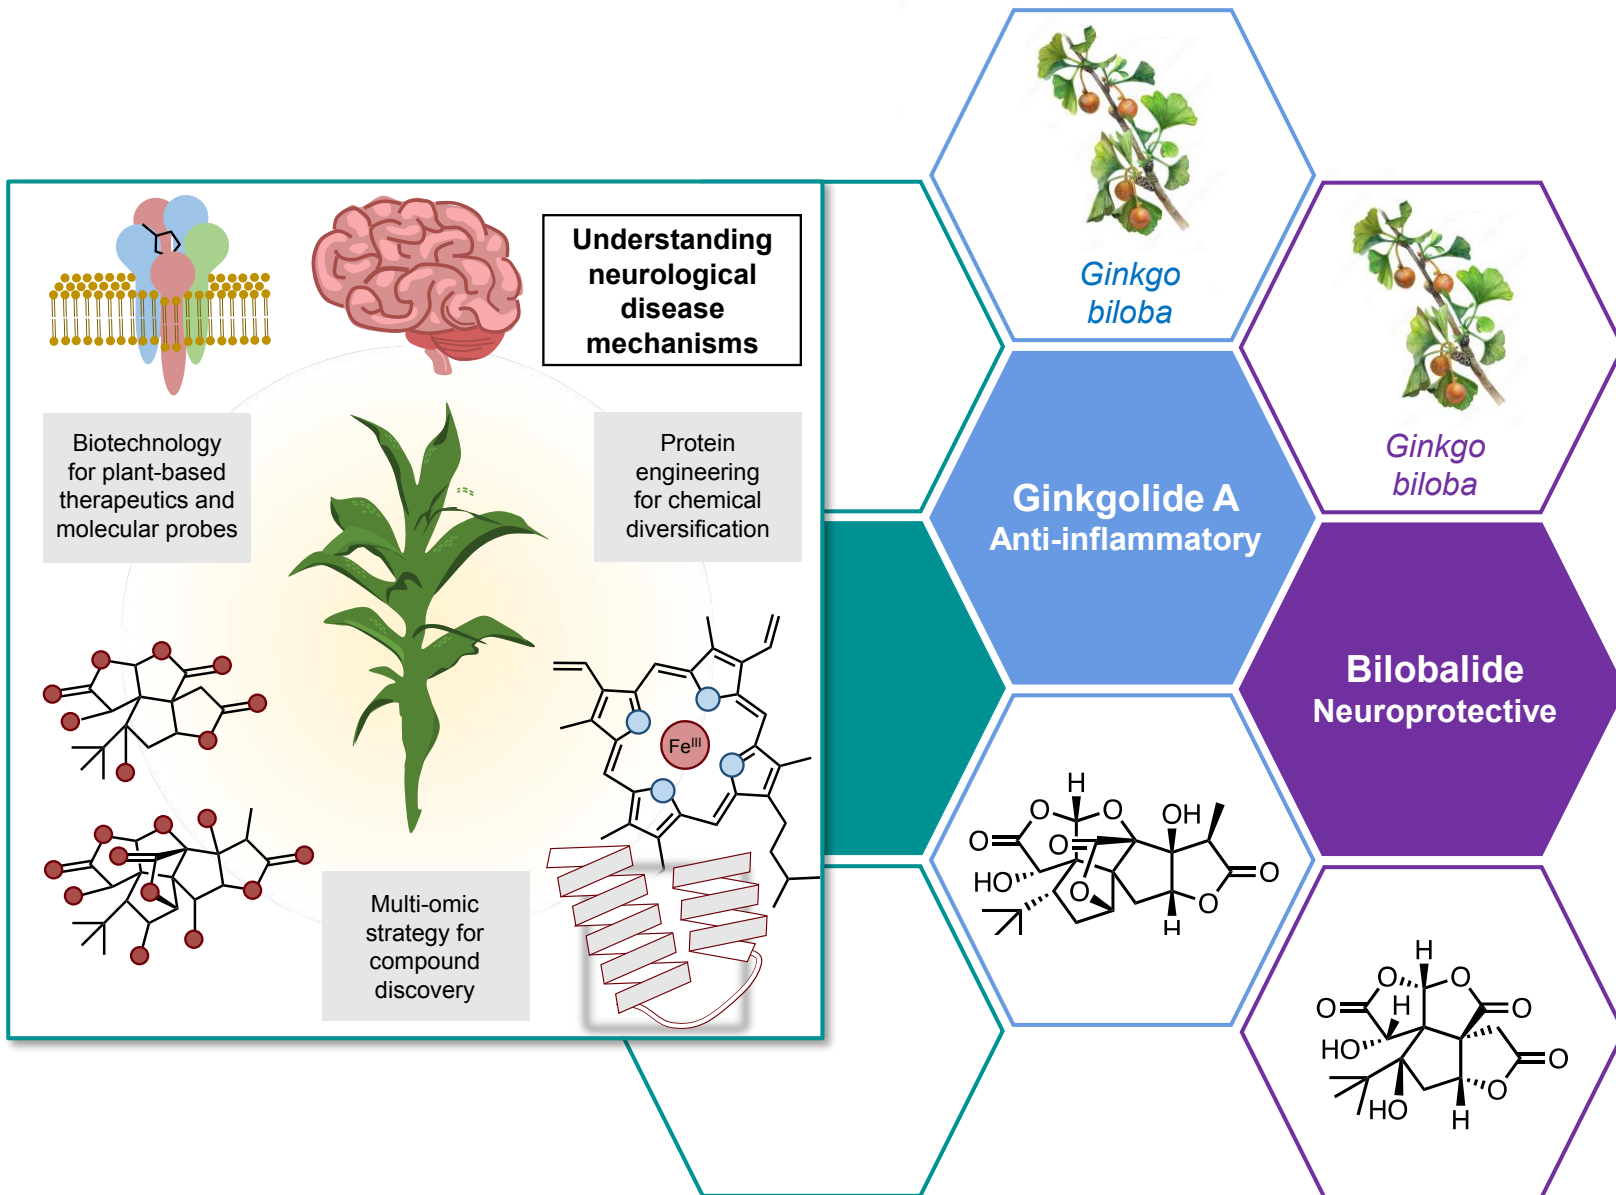 Understanding
neurological
disease
mechanisms
Biotechnology
for plant-based
therapeutics and
molecular probes
Protein
engineering
for chemical
diversification
Fe^III
Multi-omic
strategy for
compound
discovery
Ginkgo
biloba
Ginkgolide A
Anti-inflammatory
H
O
O
OH
O
O
HO
O
O
O
H
Ginkgo
biloba
Bilobalide
Neuroprotective
H
O
O
H
O
O
HO
O
O
HO
H